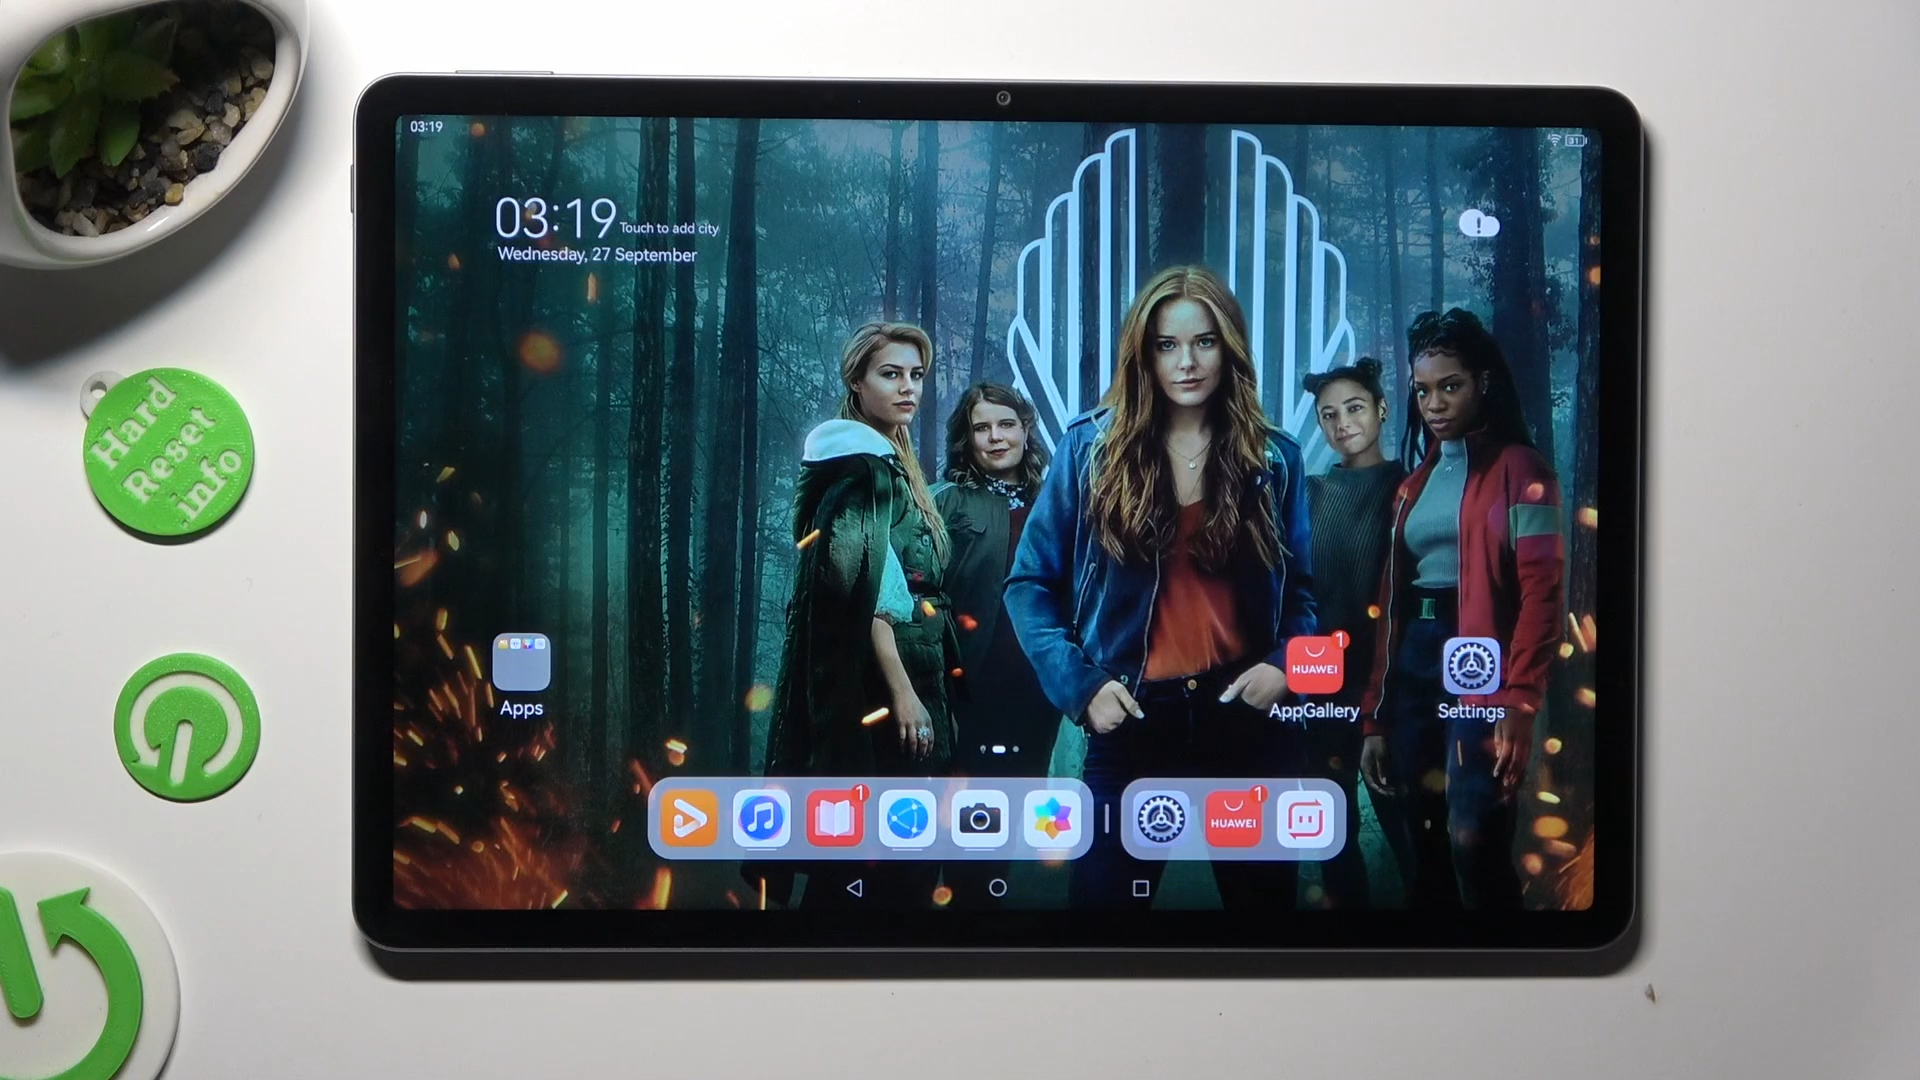 03:19
31
03:19 Touch to add city
Wednesday, 27 September
Hard
Reset
.info
1
HUAWEI
Apps
AppGallery
Settings
1
1
HUAWEI